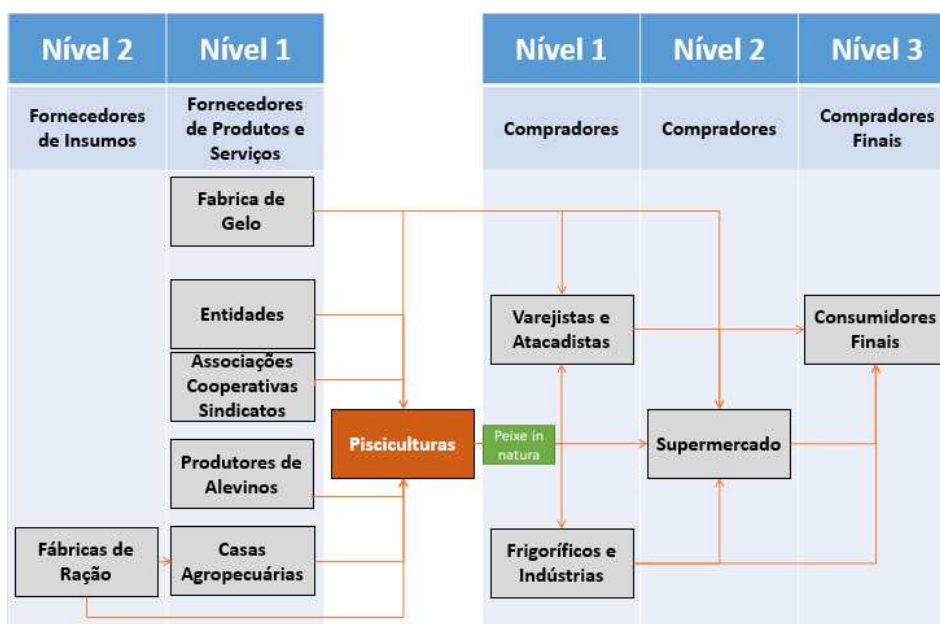 Nível 2
Nível 1
Nível 1
Nível 2
Nível 3
Fornecedores
de Insumos
Fornecedores
de Produtos e
Serviços
Compradores
Compradores
Compradores
Finais
Fabrica de
Gelo
Entidades
Associações
Cooperativas
Sindicatos
Produtores de
Alevinos
Fábricas de
Ração
Casas
Agropecuárias
Pisciculturas
Peixe in
natura
Varejistas e
Atacadistas
Frigoríficos e
Indústrias
Supermercado
Consumidores
Finais